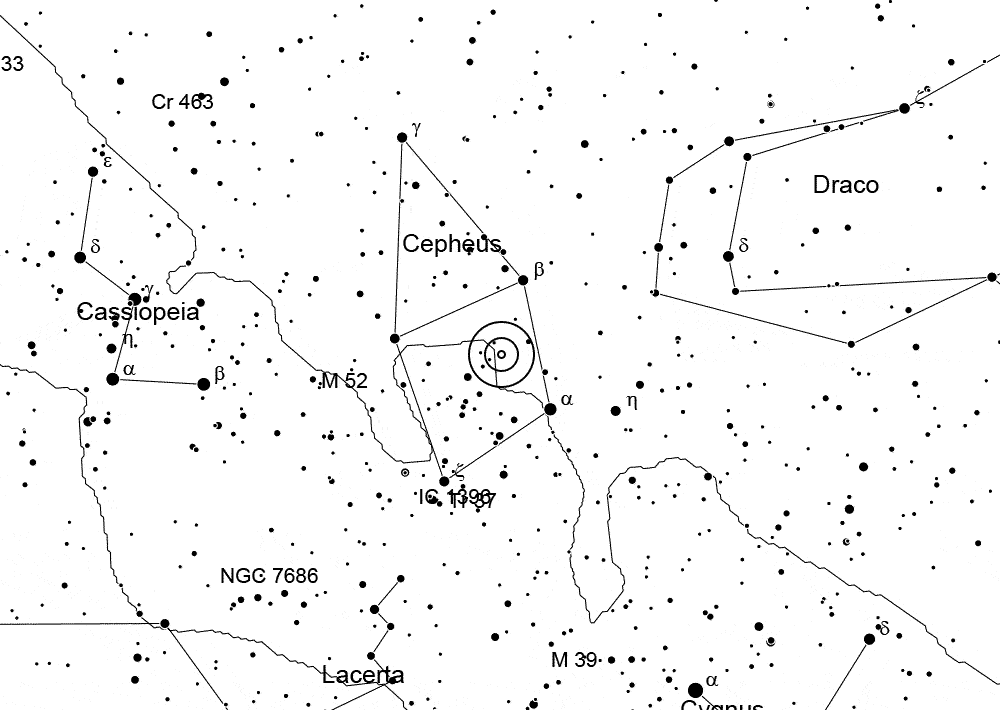 33
Cr 463
γ
ξ
ε
Draco
Cepheus
δ
δ
β
γ
Cassiopeia
η
α
β
M 52
α
η
ξ
IC 1396
Tr 37
NGC 7686
δ
M 39
Lacerta
α
Cygnus